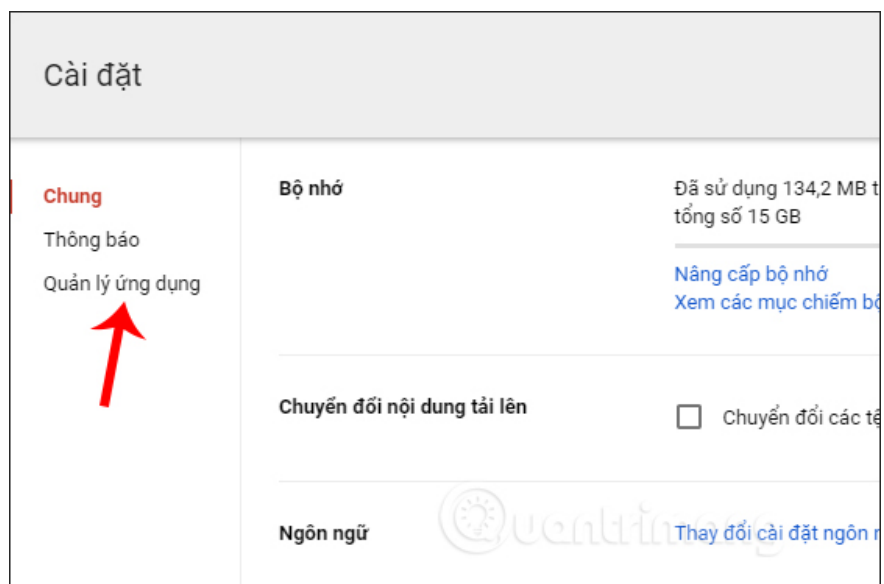 Cài đặt
Chung
Thông báo
Quản lý ứng dụng
Bộ nhớ
Đã sử dụng 134,2 MB
tổng số 15 GB
Nâng cấp bộ nhớ
Xem các mục chiếm
Chuyển đổi nội dung tải lên
Chuyển đổi các
Ngôn ngữ
Thay đổi cài đặt ngôn
Quantrimang